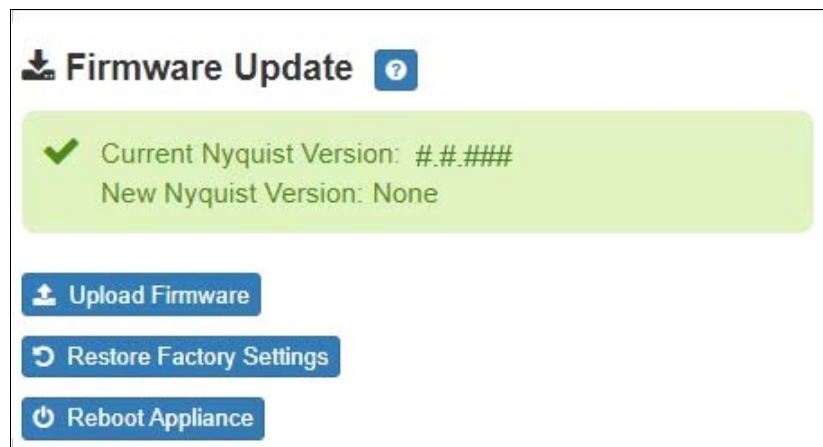 Firmware Update
Current Nyquist Version: #.#.###
New Nyquist Version: None
Upload Firmware
Restore Factory Settings
Reboot Appliance